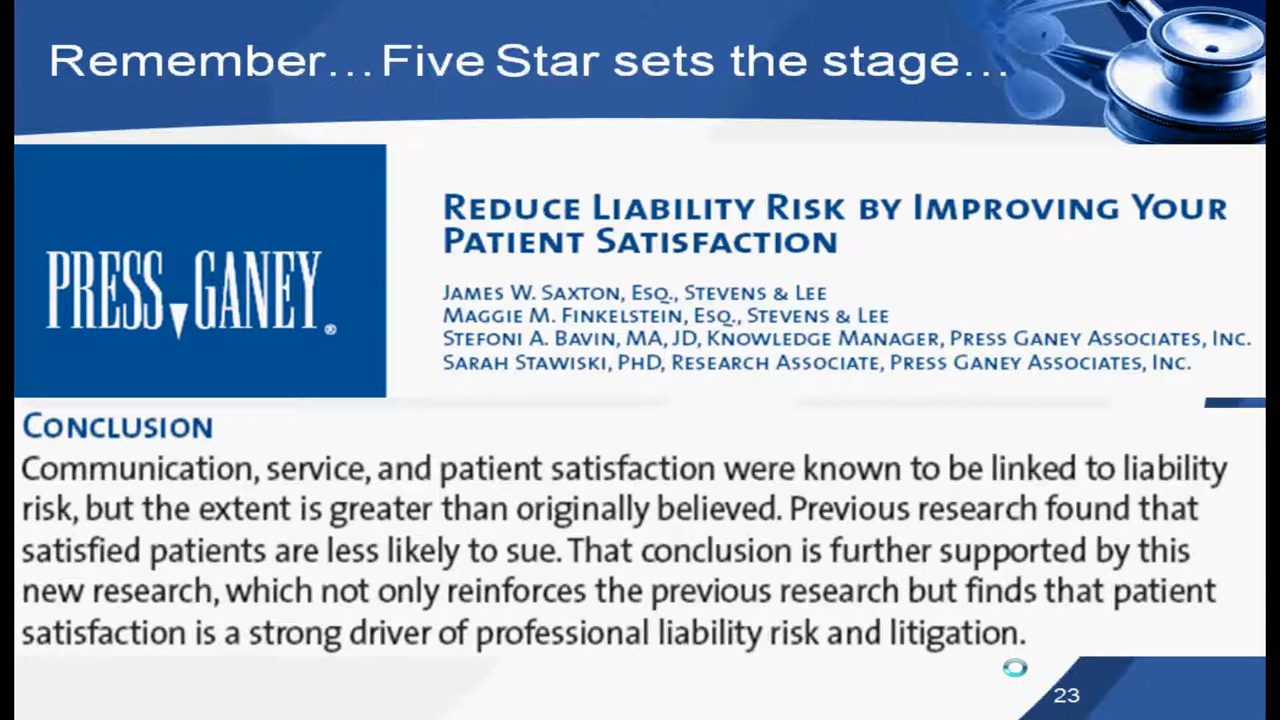 Remember…Five Star sets the stage…
PRESS GANEY®
REDUCE LIABILITY RISK BY IMPROVING YOUR
PATIENT SATISFACTION
JAMES W. SAXTON, ESQ., STEVENS & LEE
MAGGIE M. FINKELSTEIN, ESQ., STEVENS & LEE
STEFONI A. BAVIN, MA, JD, KNOWLEDGE MANAGER, PRESS GANEY ASSOCIATES, INC.
SARAH STAWISKI, PHD, RESEARCH ASSOCIATE, PRESS GANEY ASSOCIATES, INC.
CONCLUSION
Communication, service, and patient satisfaction were known to be linked to liability
risk, but the extent is greater than originally believed. Previous research found that
satisfied patients are less likely to sue. That conclusion is further supported by this
new research, which not only reinforces the previous research but finds that patient
satisfaction is a strong driver of professional liability risk and litigation.
23